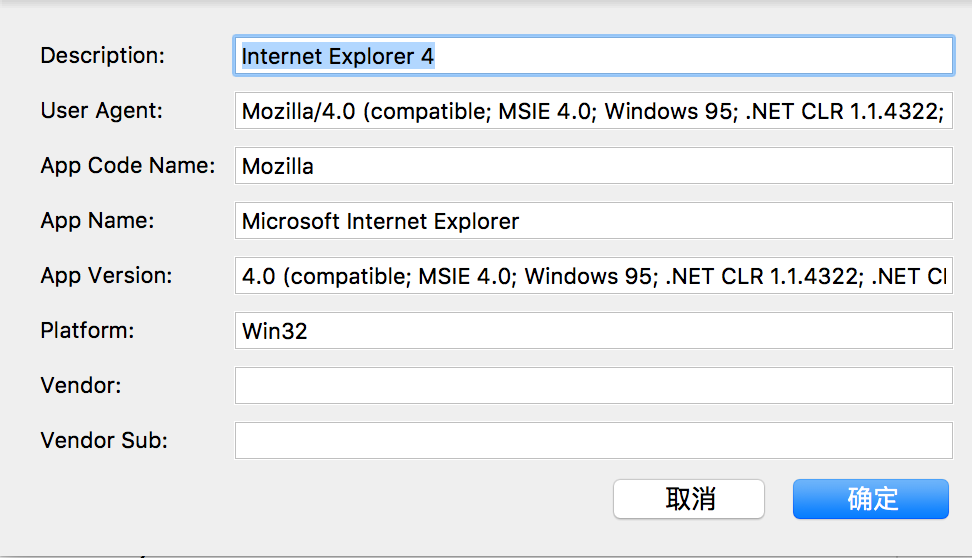 Description: Internet Explorer 4
User Agent: Mozilla/4.0 (compatible; MSIE 4.0; Windows 95; .NET CLR 1.1.4322;
App Code Name: Mozilla
App Name: Microsoft Internet Explorer
App Version: 4.0 (compatible; MSIE 4.0; Windows 95; .NET CLR 1.1.4322; .NET Cl
Platform: Win32
Vendor:
Vendor Sub:
取消 确定